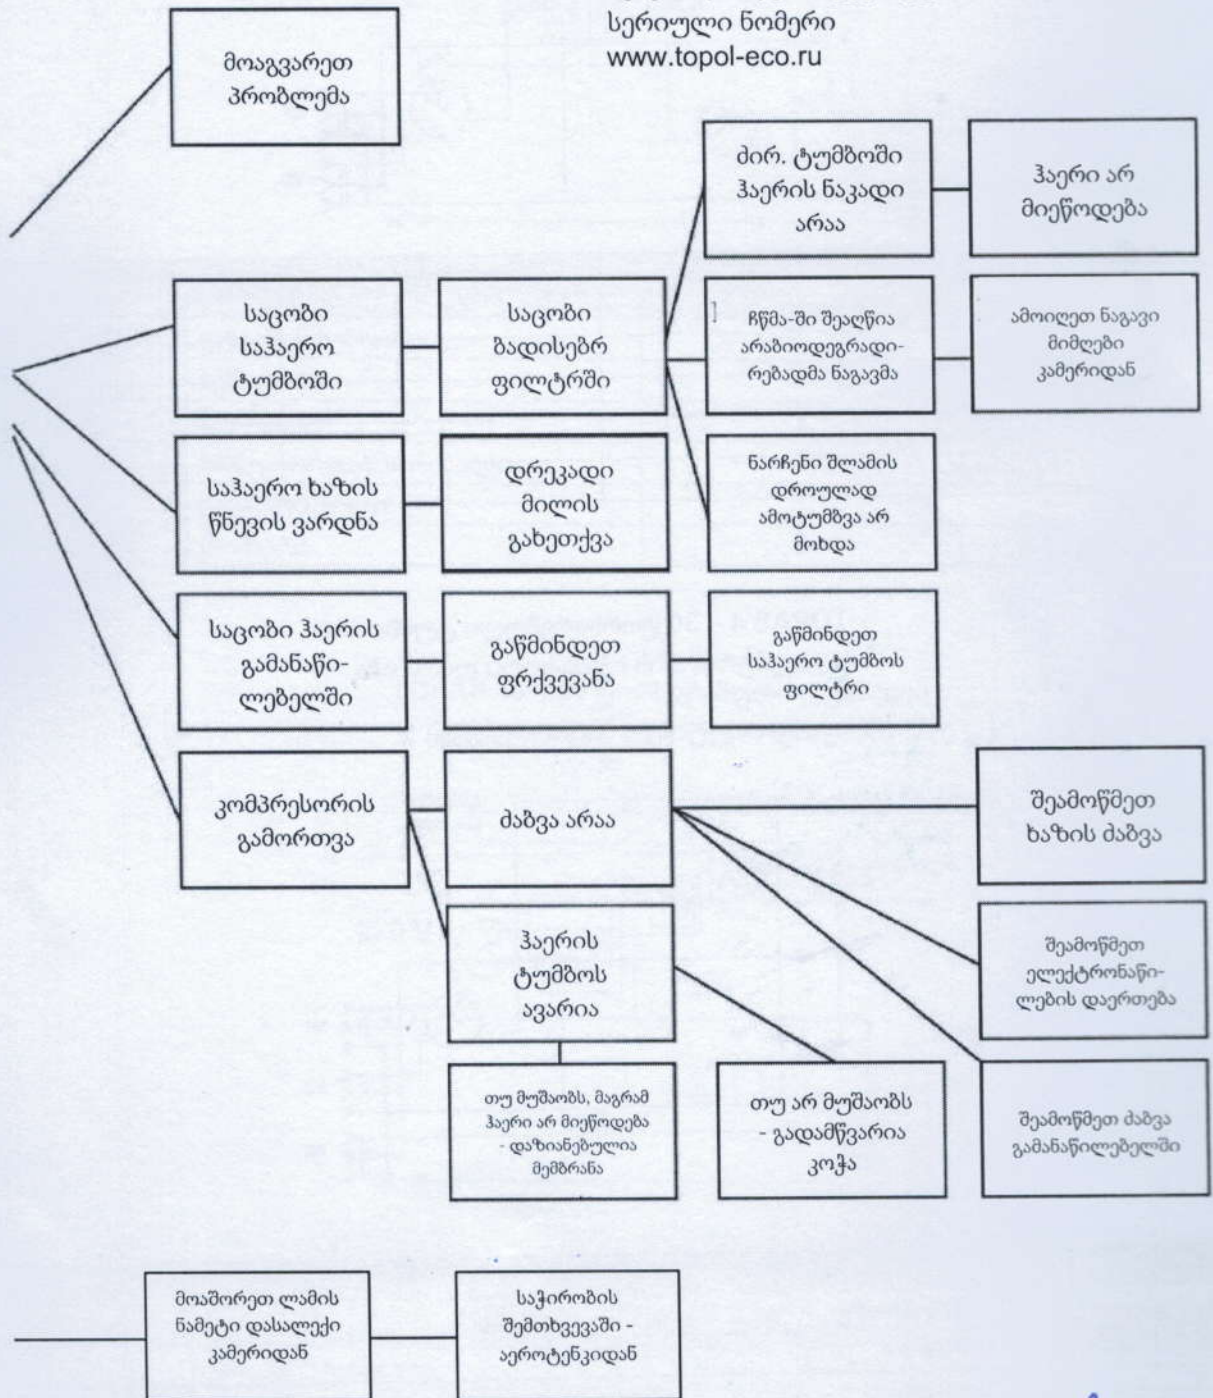 სერიული ნომერი
www.topol-eco.ru
მოაგვარეთ
პრობლემა
ძირ. ტუმბოში
ჰაერის ნაკადი
არაა
ჰაერი არ
მიეწოდება
საცობი
საჰაერო
ტუმბოში
საცობი
ბადისებრ
ფილტრში
ჩწმა-ში შეაღწია
არაბიოდეგრადი-
რებადმა ნაგავმა
ამოიღეთ ნაგავი
მიმღები
კამერიდან
საჰაერო ხაზის
წნევის ვარდნა
დრეკადი
მილის
გახეთქვა
ნარჩენი შლამის
დროულად
ამოტუმბვა არ
მოხდა
საცობი ჰაერის
გამანაწი-
ლებელში
გაწმინდეთ
ფრქვევანა
გაწმინდეთ
საჰაერო ტუმბოს
ფილტრი
კომპრესორის
გამორთვა
ძაბვა არაა
შეამოწმეთ
ხაზის ძაბვა
ჰაერის
ტუმბოს
ავარია
შეამოწმეთ
ელექტრონაწი-
ლების დაერთება
თუ მუშაობს, მაგრამ
ჰაერი არ მიეწოდება
- დაზიანებულია
მემბრანა
თუ არ მუშაობს
- გადამწვარია
კოჭა
შეამოწმეთ ძაბვა
გამანაწილებელში
მოაშორეთ ლამის
ნამეტი დასალექი
კამერიდან
საჭირობის
შემთხვევაში -
აეროტენკიდან